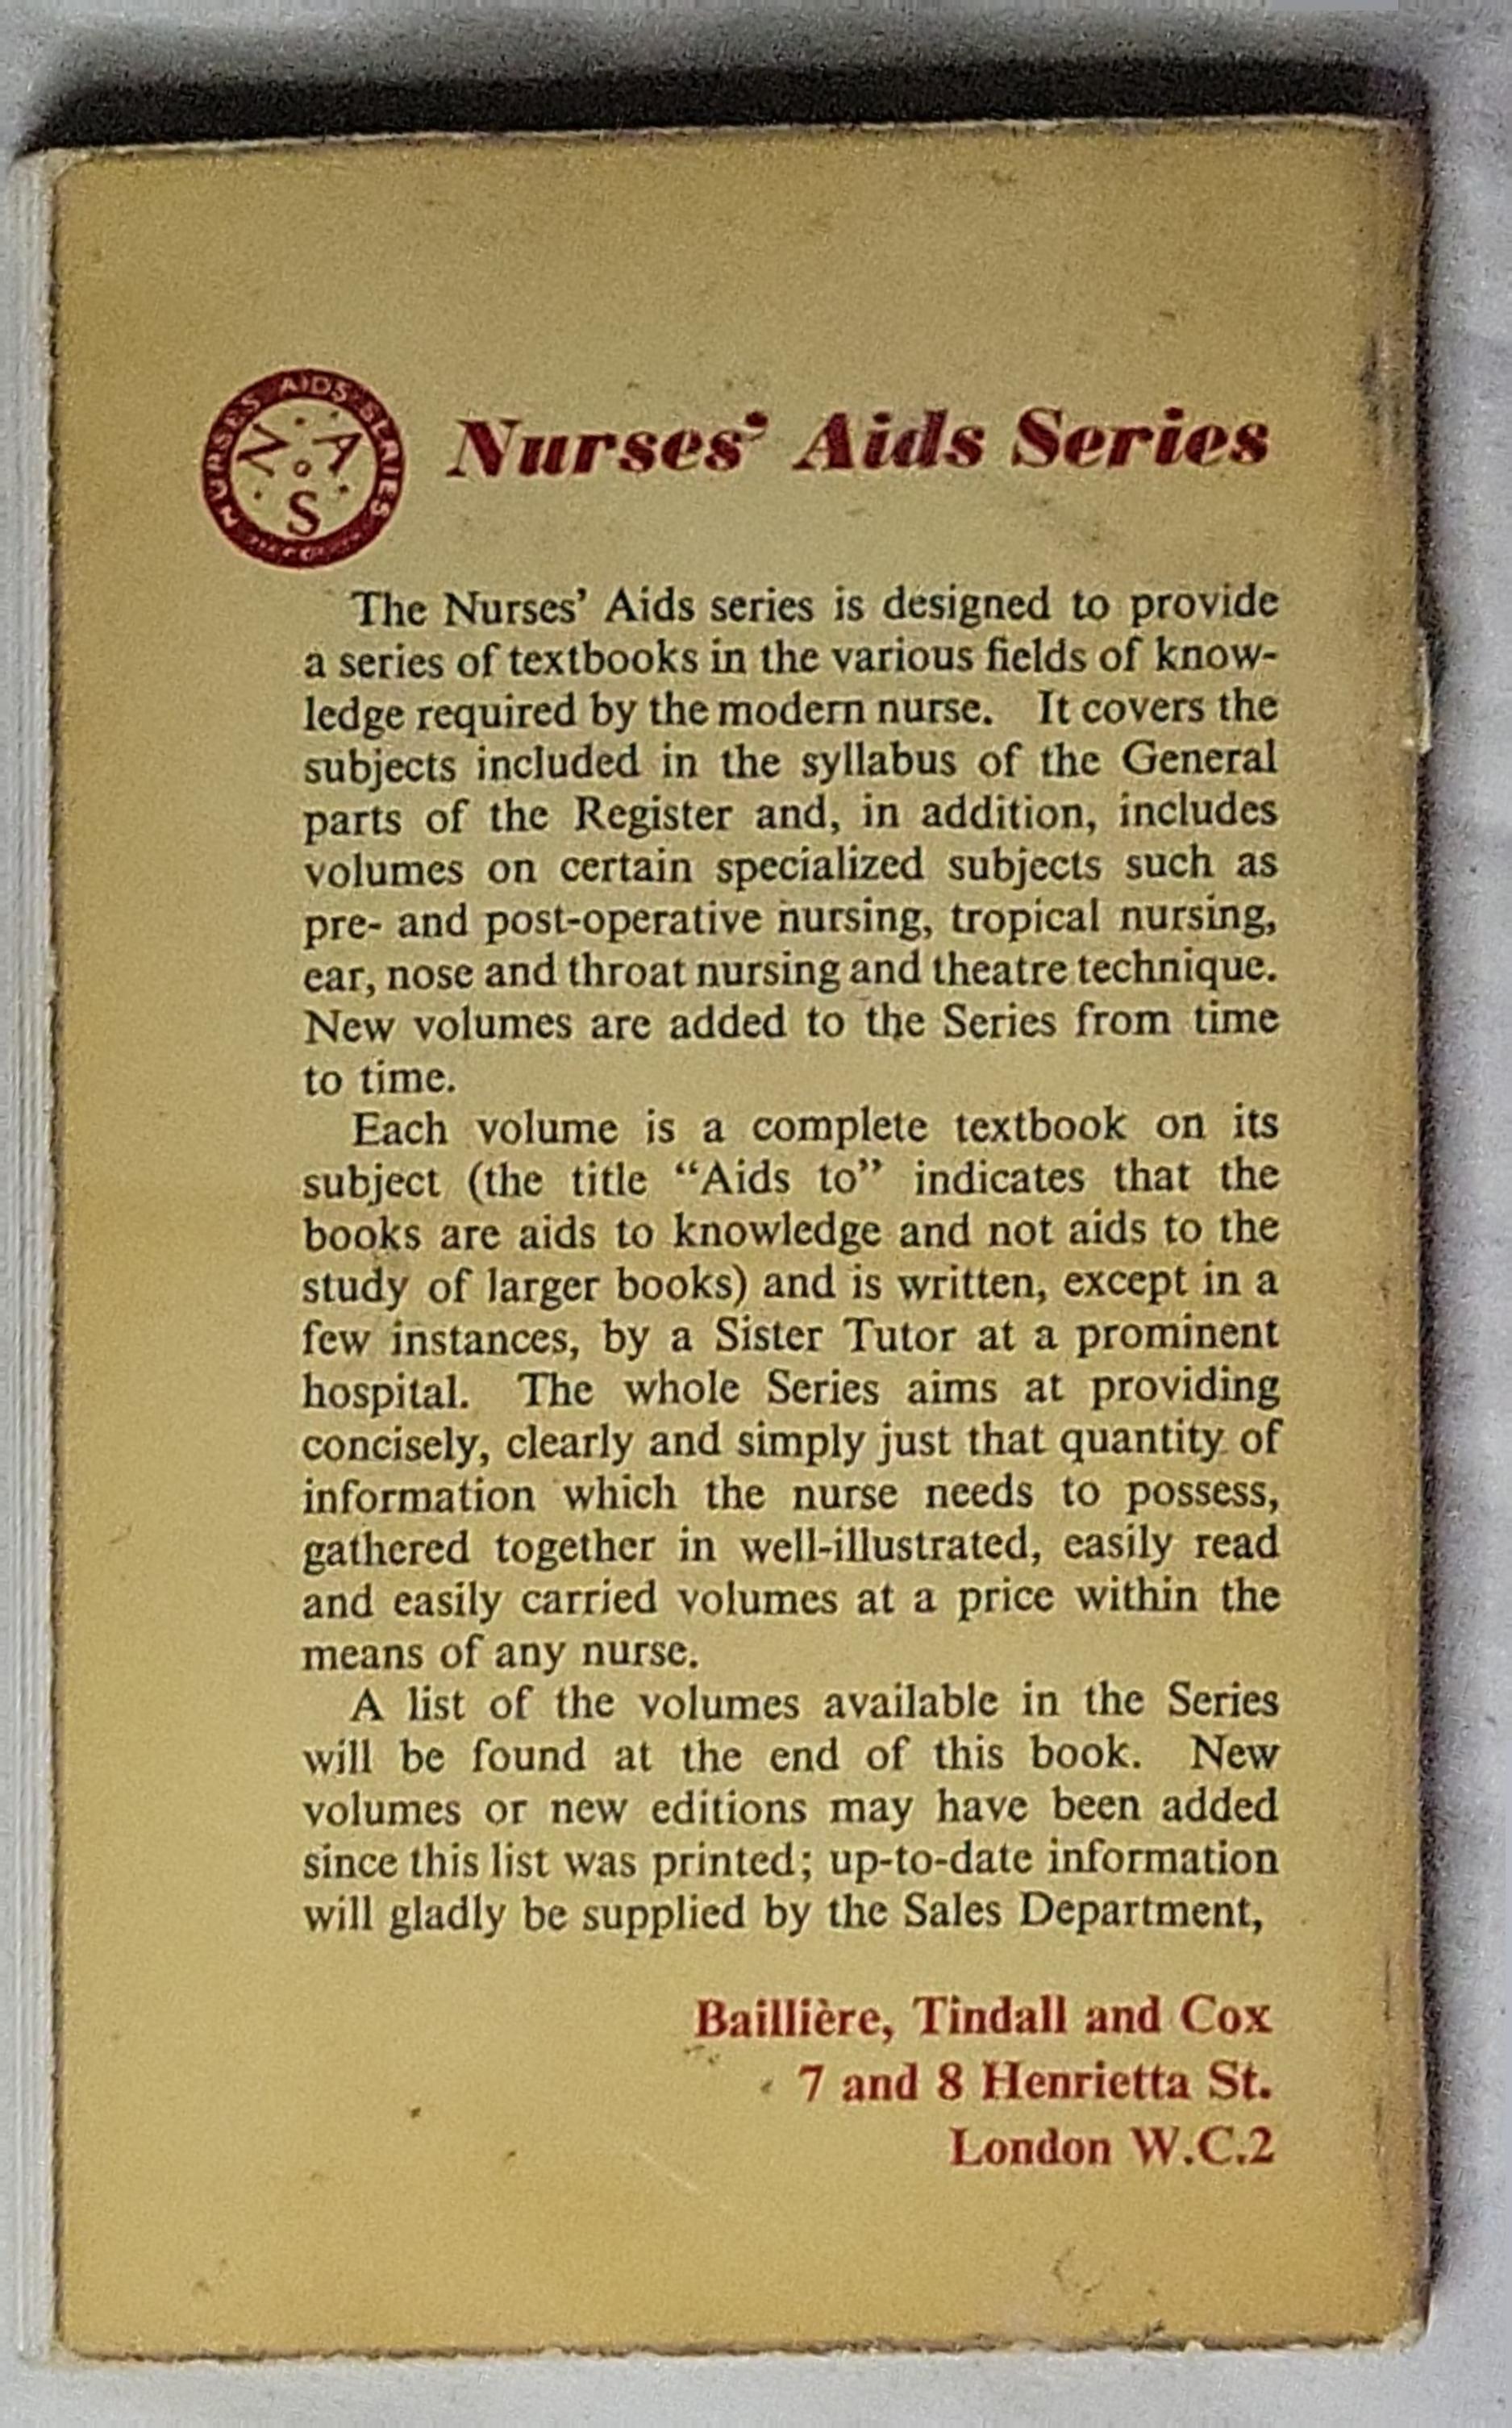 NURSES AIDS SERIES
N A S
Nurses' Aids Series
The Nurses' Aids series is designed to provide
a series of textbooks in the various fields of know-
ledge required by the modern nurse. It covers the
subjects included in the syllabus of the General
parts of the Register and, in addition, includes
volumes on certain specialized subjects such as
pre- and post-operative nursing, tropical nursing,
ear, nose and throat nursing and theatre technique.
New volumes are added to the Series from time
to time.
Each volume is a complete textbook on its
subject (the title “Aids to” indicates that the
books are aids to knowledge and not aids to the
study of larger books) and is written, except in a
few instances, by a Sister Tutor at a prominent
hospital. The whole Series aims at providing
concisely, clearly and simply just that quantity of
information which the nurse needs to possess,
gathered together in well-illustrated, easily read
and easily carried volumes at a price within the
means of any nurse.
A list of the volumes available in the Series
will be found at the end of this book. New
volumes or new editions may have been added
since this list was printed; up-to-date information
will gladly be supplied by the Sales Department,
Baillière, Tindall and Cox
7 and 8 Henrietta St.
London W.C.2